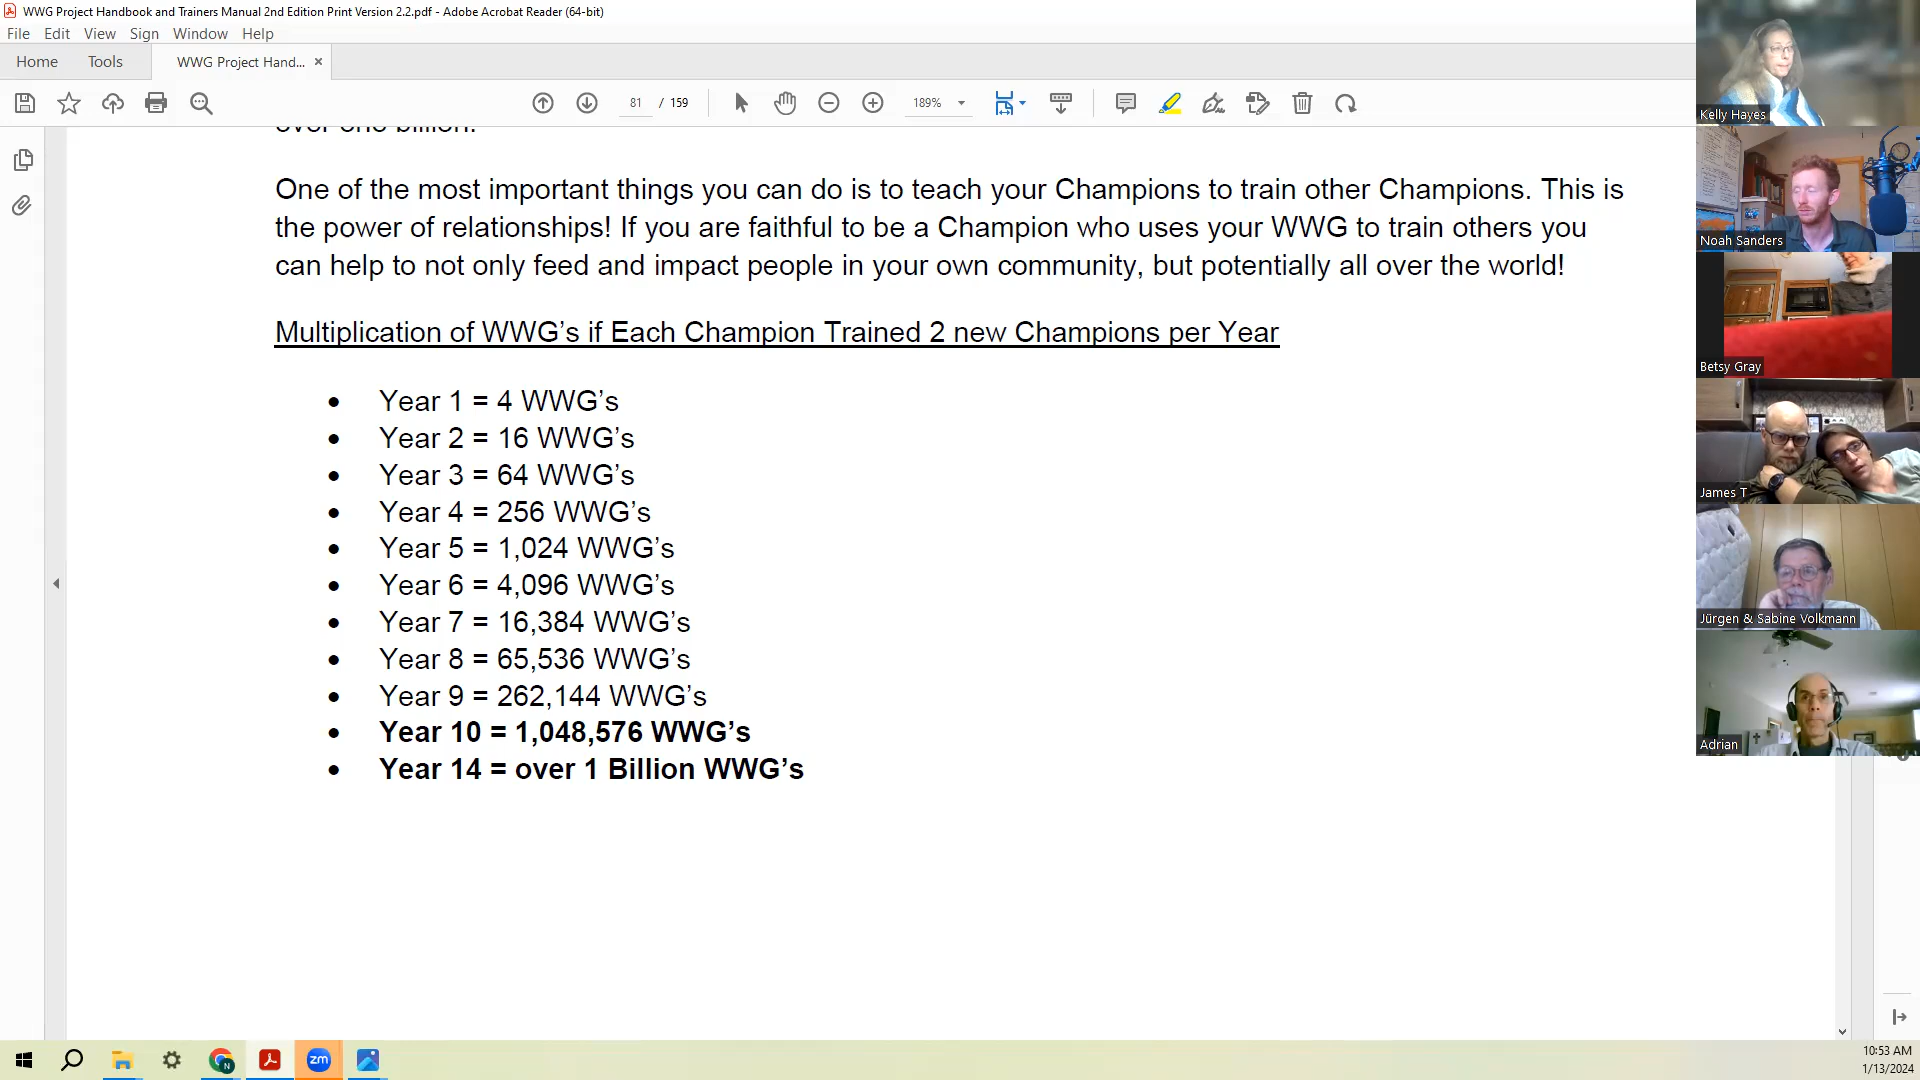 WWG Project Handbook and Trainers Manual 2nd Edition Print Version 2.2.pdf - Adobe Acrobat Reader (64-bit)
File Edit View Sign Window Help
Home Tools WWG Project Hand... ×
81 / 159 189%
over one billion.
One of the most important things you can do is to teach your Champions to train other Champions. This is
the power of relationships! If you are faithful to be a Champion who uses your WWG to train others you
can help to not only feed and impact people in your own community, but potentially all over the world!
Multiplication of WWG’s if Each Champion Trained 2 new Champions per Year
• Year 1 = 4 WWG’s
• Year 2 = 16 WWG’s
• Year 3 = 64 WWG’s
• Year 4 = 256 WWG’s
• Year 5 = 1,024 WWG’s
• Year 6 = 4,096 WWG’s
• Year 7 = 16,384 WWG’s
• Year 8 = 65,536 WWG’s
• Year 9 = 262,144 WWG’s
• Year 10 = 1,048,576 WWG’s
• Year 14 = over 1 Billion WWG’s
Kelly Hayes
Noah Sanders
Betsy Gray
James T
Jürgen & Sabine Volkmann
Adrian
N
zm
10:53 AM
1/13/2024